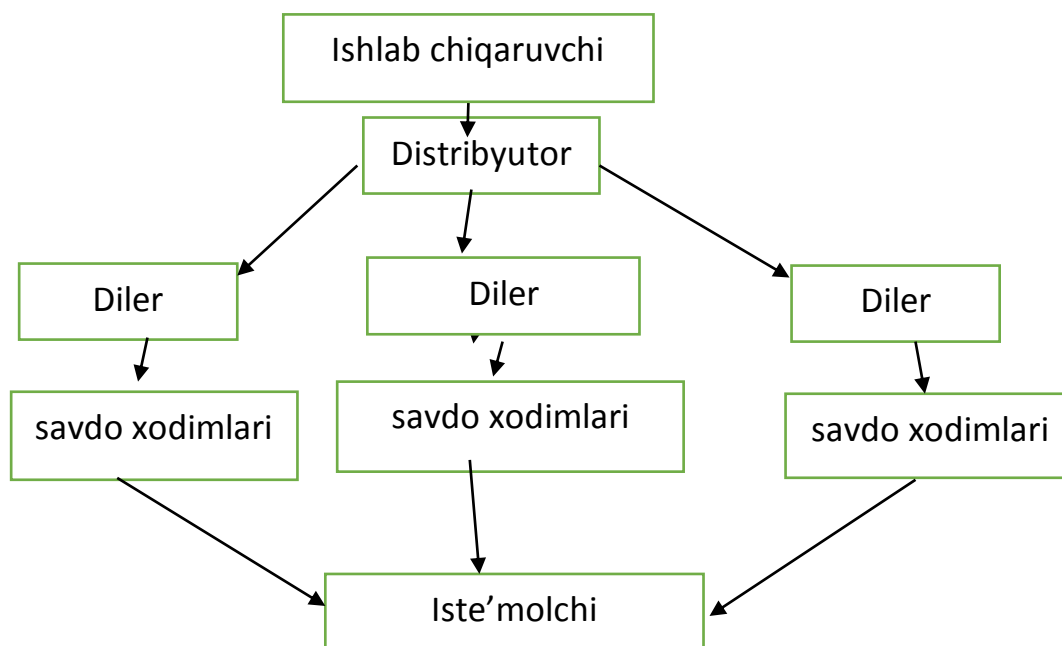 Ishlab chiqaruvchi
Distribyutor
Diler
Diler
Diler
savdo xodimlari
savdo xodimlari
savdo xodimlari
Iste’molchi